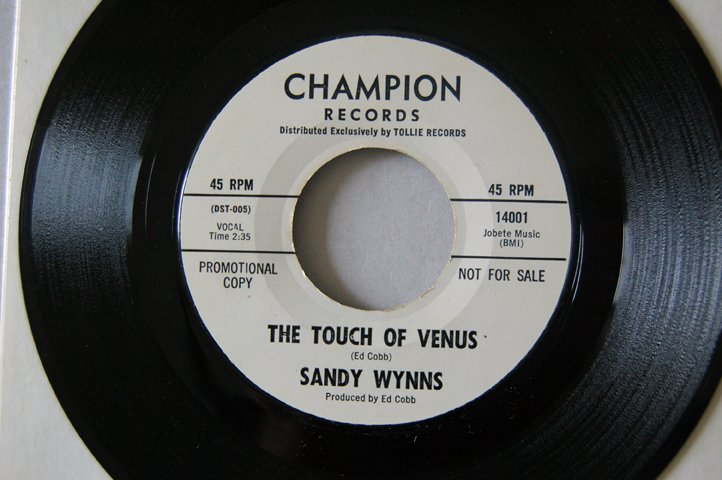 CHAMPION
RECORDS
Distributed Exclusively by TOLLIE RECORDS
45 RPM
(DST-005)
VOCAL
Time 2:35
PROMOTIONAL
COPY
45 RPM
14001
Jobete Music
(BMI)
NOT FOR SALE
THE TOUCH OF VENUS
(Ed Cobb)
SANDY WYNNS
Produced by Ed Cobb